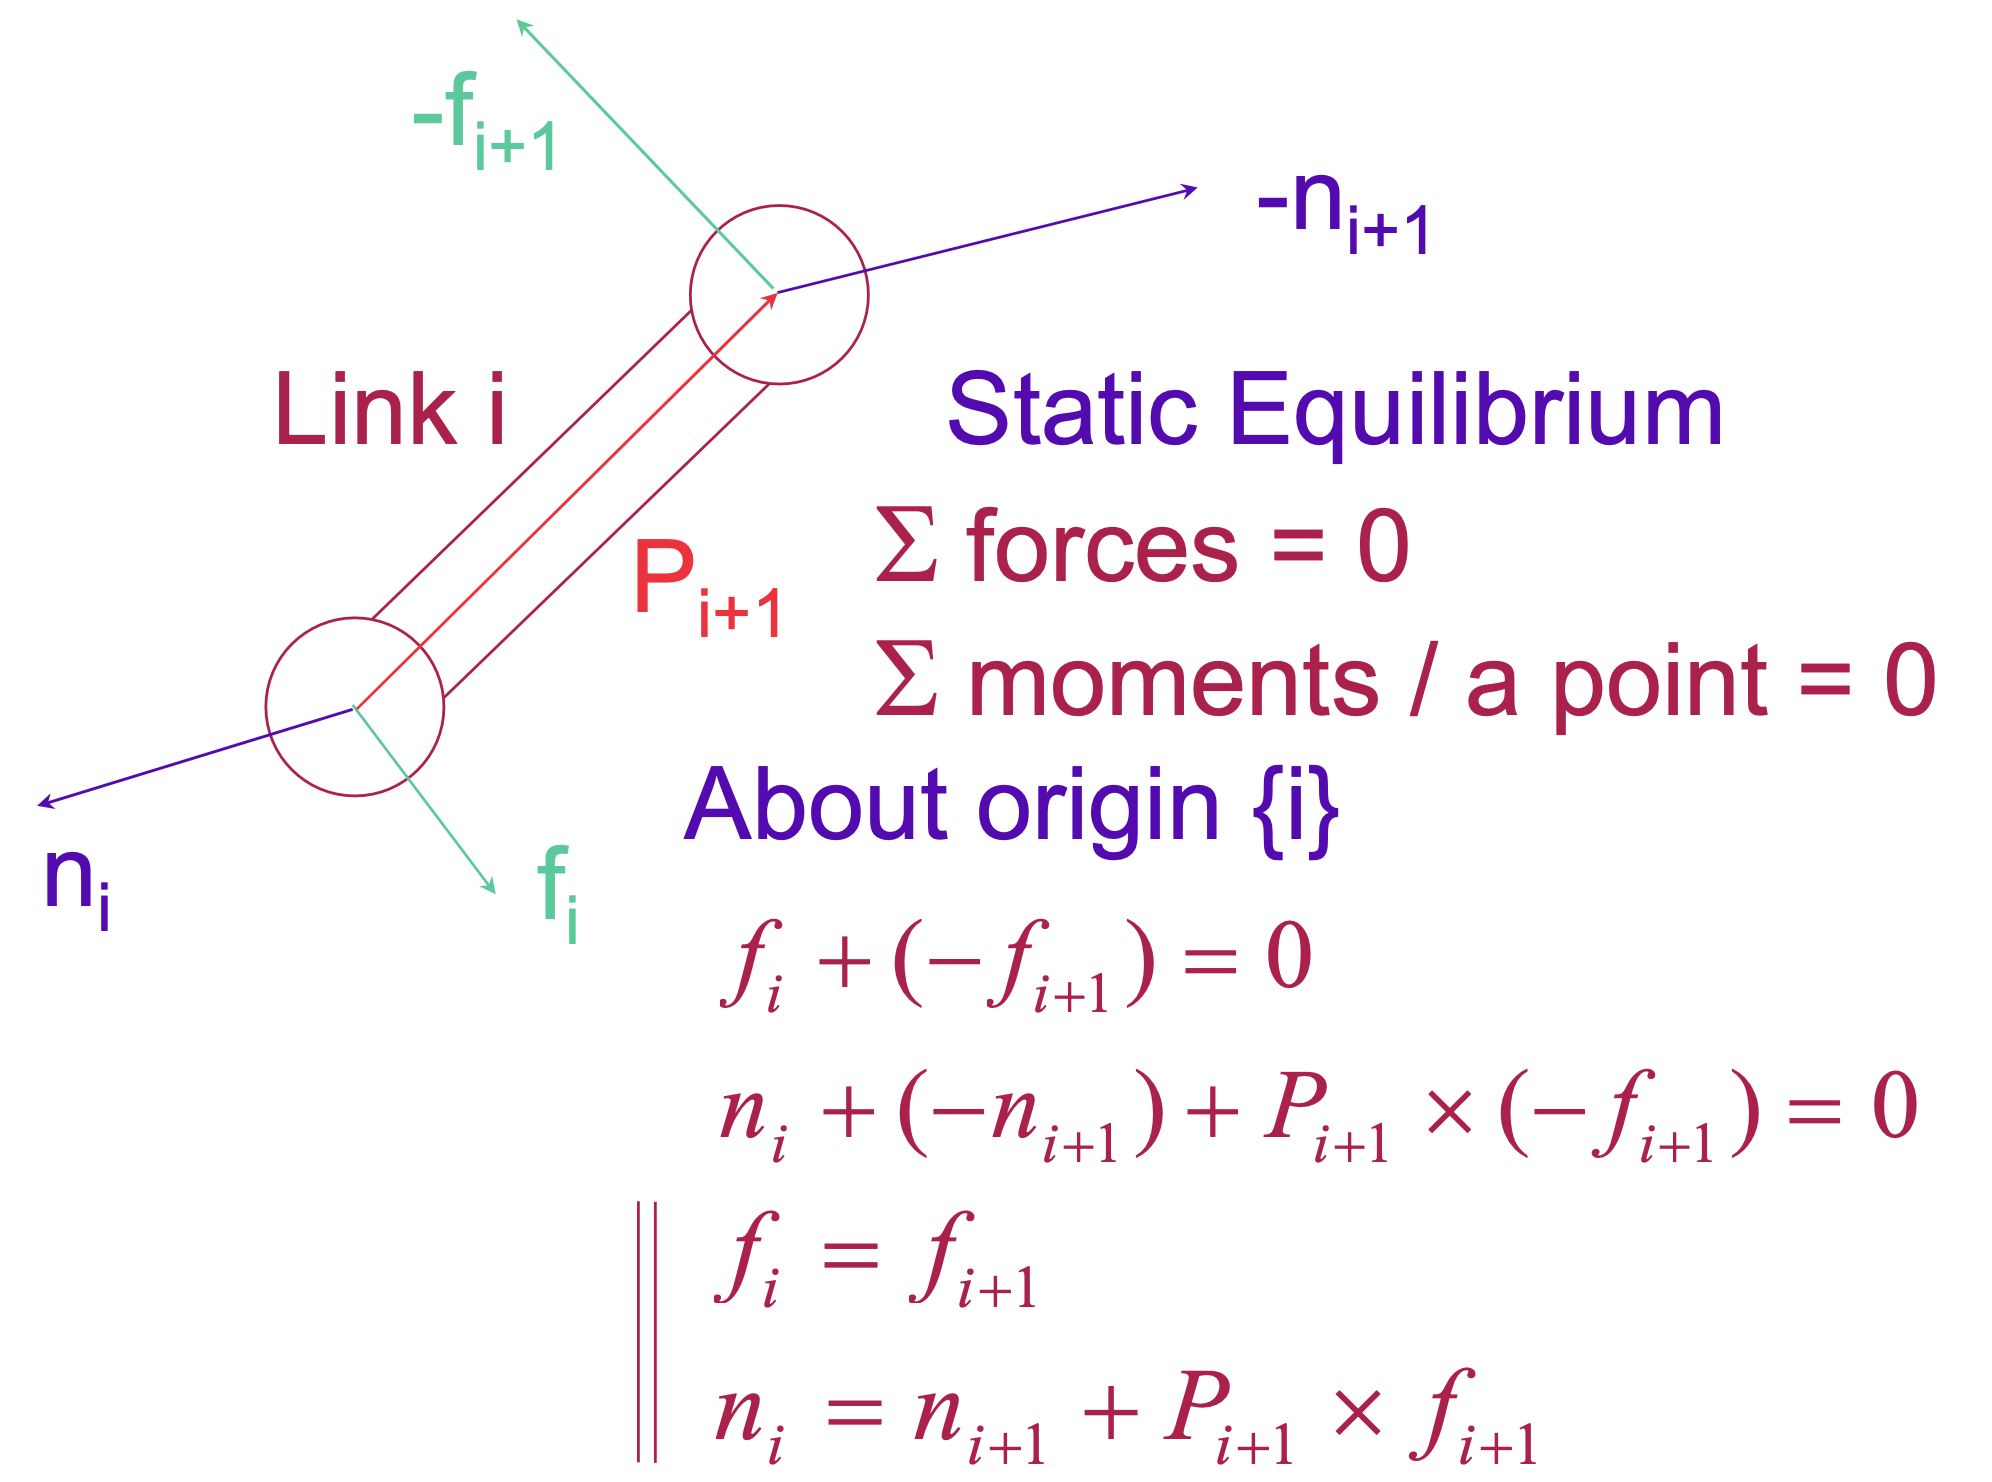 -f_{i+1}
-n_{i+1}
Link i
Static Equilibrium
Σ forces = 0
P_{i+1}
Σ moments / a point = 0
About origin {i}
n_i
f_i
f_i + (−f_{i+1}) = 0
n_i + (−n_{i+1}) + P_{i+1} × (−f_{i+1}) = 0
f_i = f_{i+1}
n_i = n_{i+1} + P_{i+1} × f_{i+1}